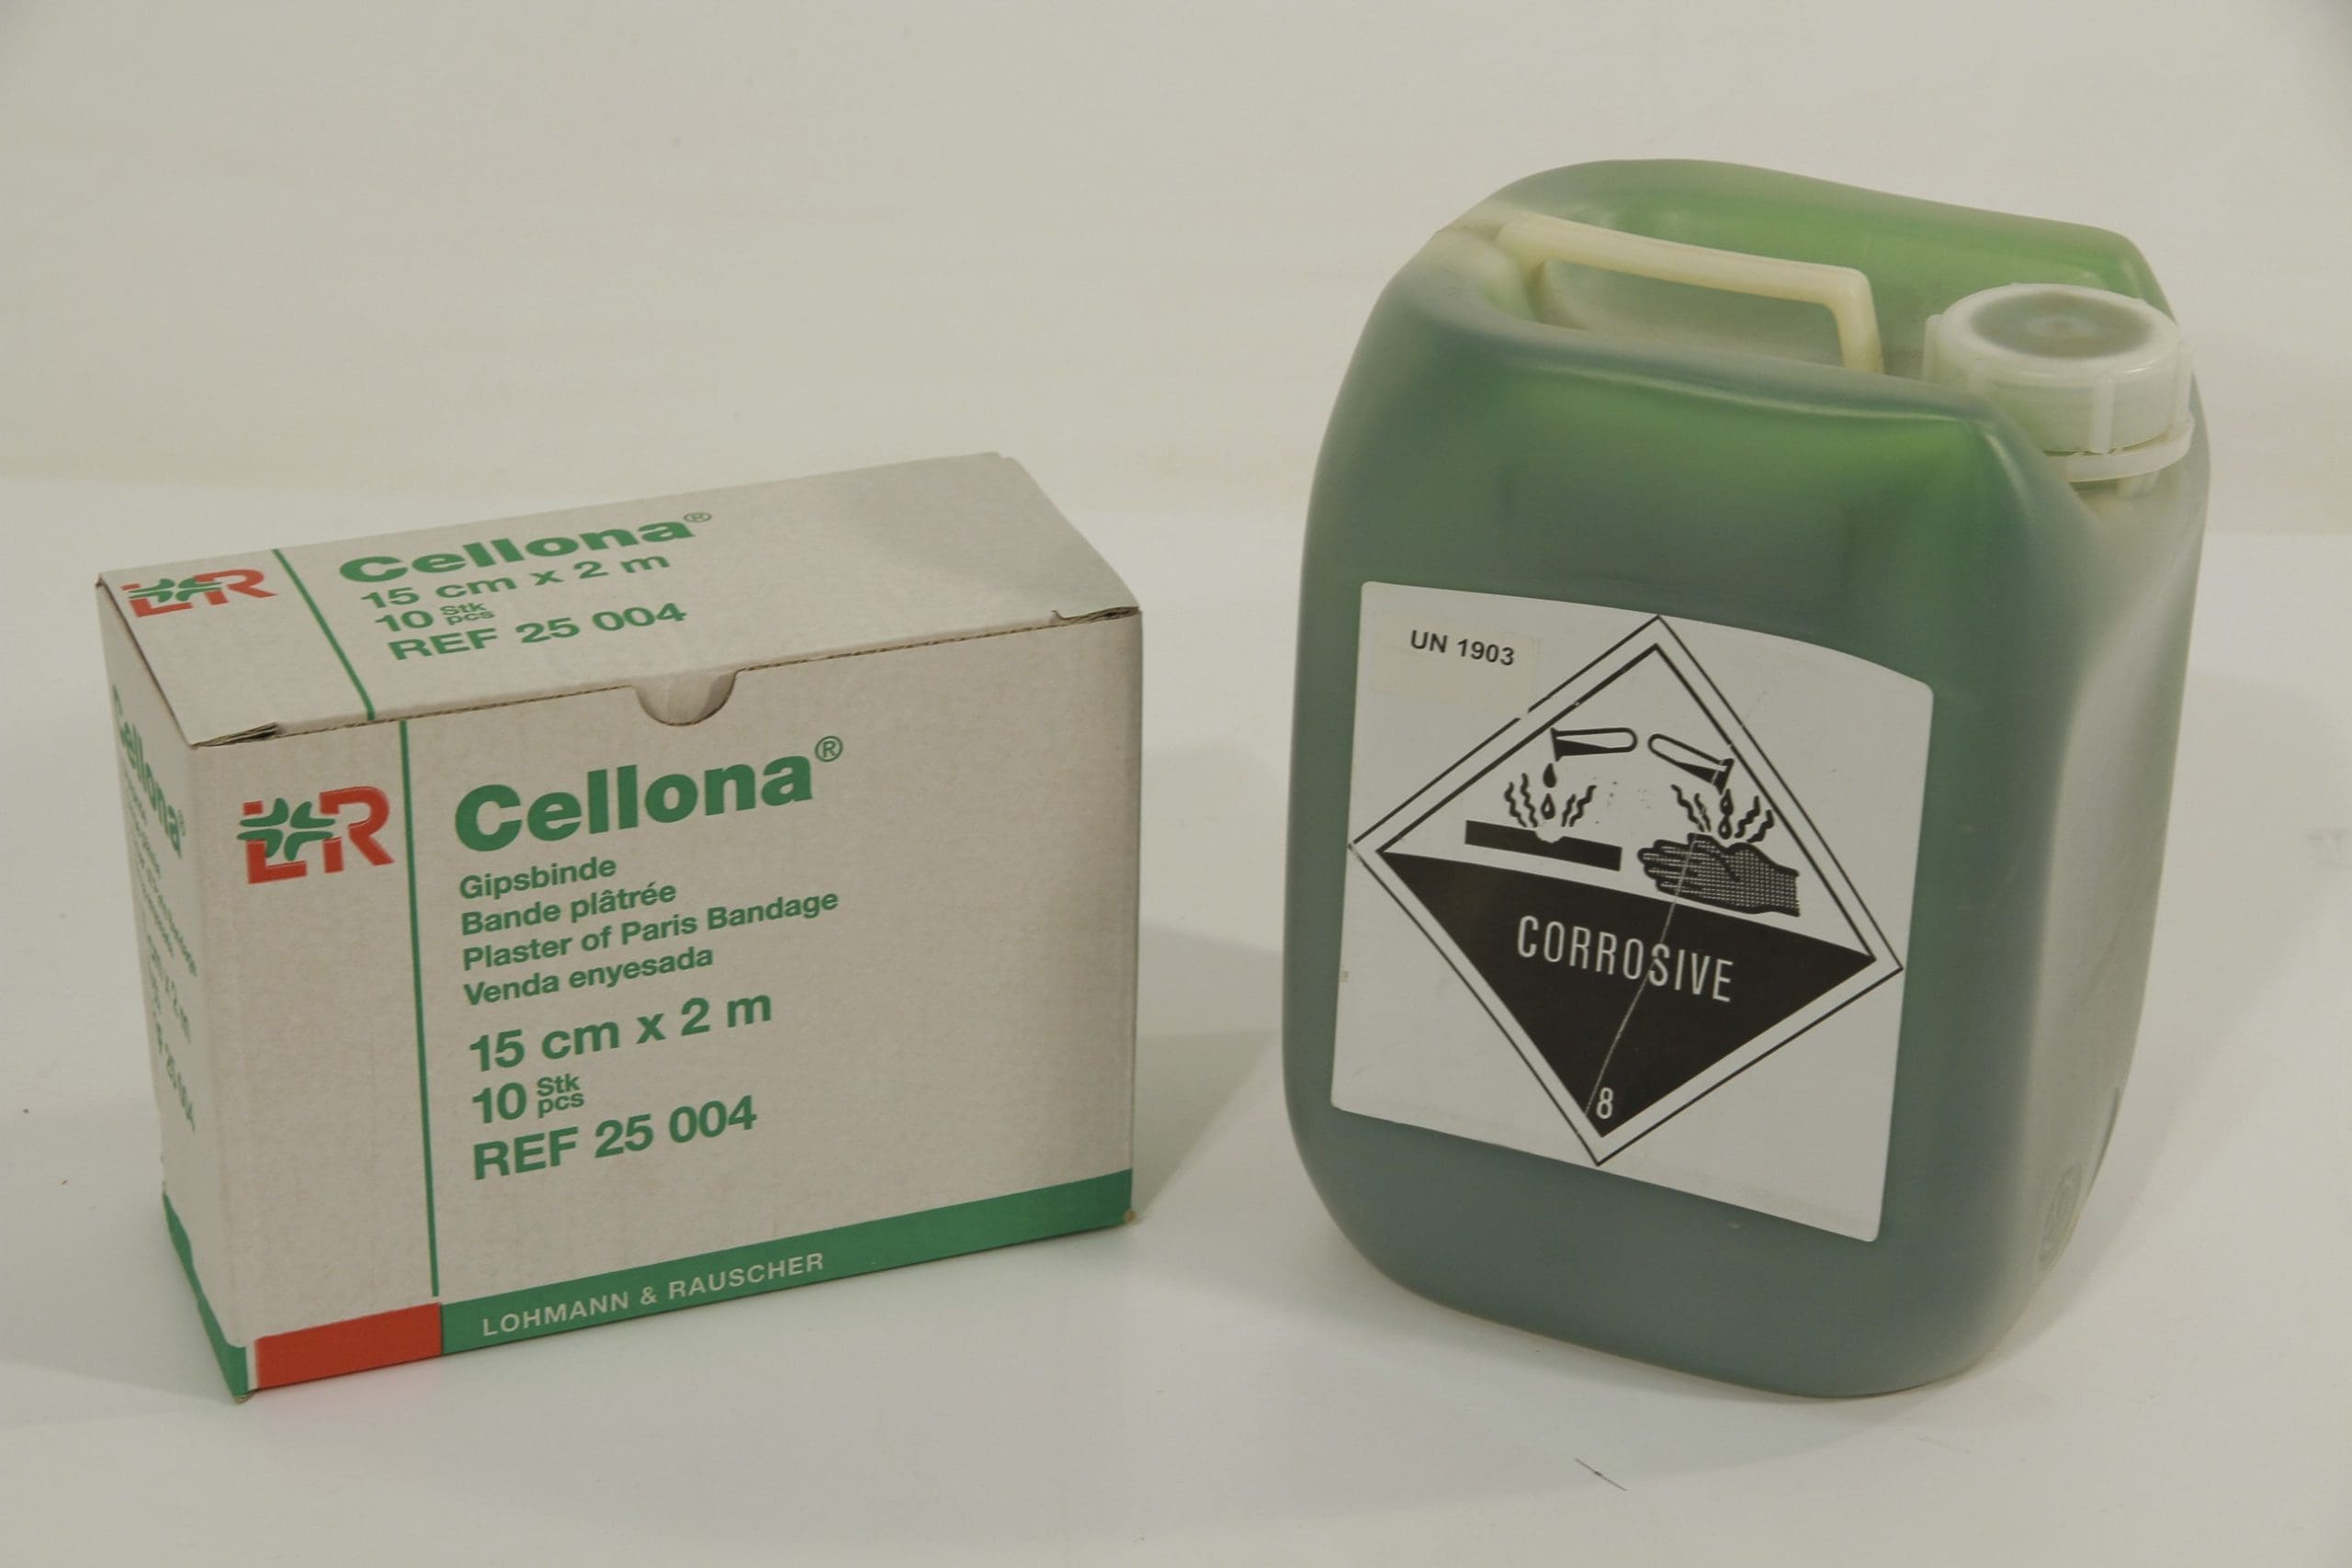 L&R
Cellona®
15 cm x 2 m
10 Stk pcs
REF 25 004
L&R
Cellona®
Gipsbinde
Bande plâtrée
Plaster of Paris Bandage
Venda enyesada
15 cm x 2 m
10 Stk pcs
REF 25 004
LOHMANN & RAUSCHER
Cellona®
UN 1903
CORROSIVE
8